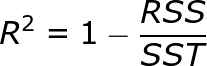 R² = 1 − RSS/SST